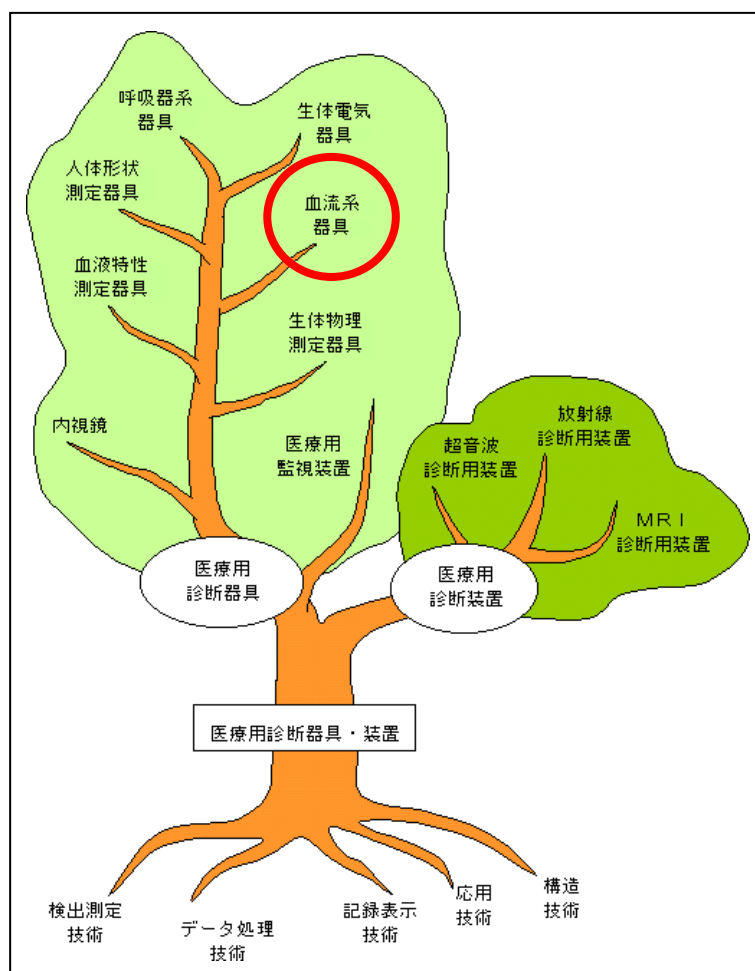 呼吸器系
器具
生体電気
器具
人体形状
測定器具
血流系
器具
血液特性
測定器具
生体物理
測定器具
内視鏡
医療用
監視装置
放射線
診断用装置
超音波
診断用装置
ＭＲＩ
診断用装置
医療用
診断器具
医療用
診断装置
医療用診断器具・装置
検出測定
技術
データ処理
技術
記録表示
技術
応用
技術
構造
技術